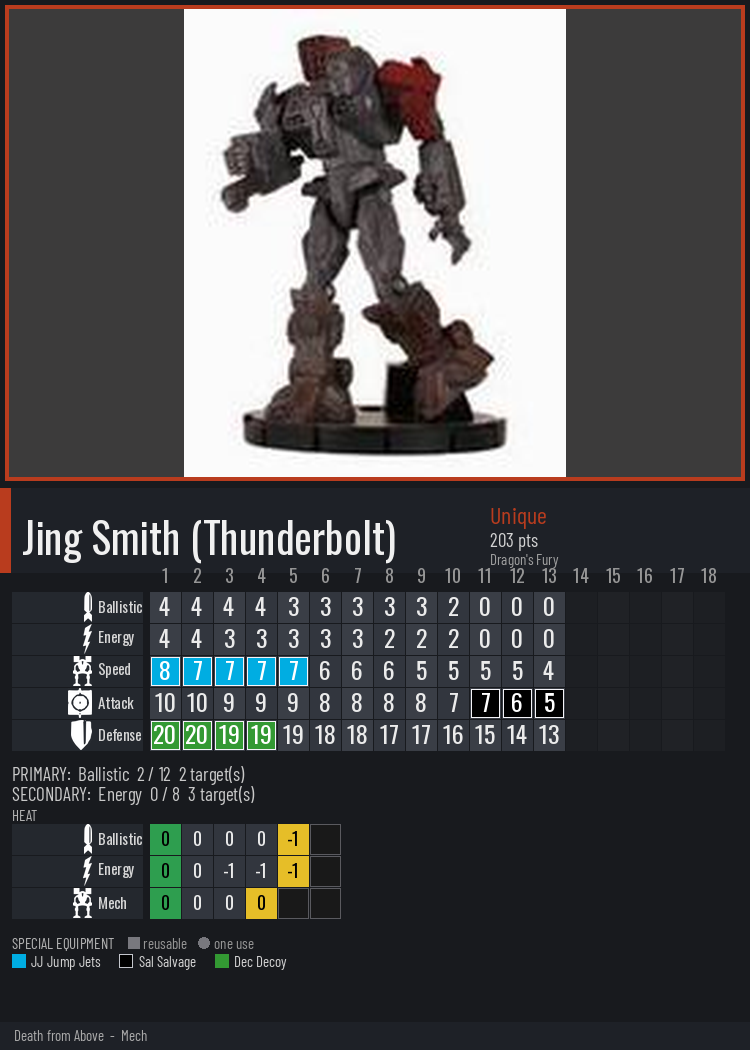 Jing Smith (Thunderbolt)
Unique
203 pts
Dragon's Fury
1 2 3 4 5 6 7 8 9 10 11 12 13 14 15 16 17 18
Ballistic 4 4 4 4 3 3 3 3 3 2 0 0 0
Energy 4 4 3 3 3 3 3 2 2 2 0 0 0
Speed 8 7 7 7 7 6 6 6 5 5 5 5 4
Attack 10 10 9 9 9 8 8 8 8 7 7 6 5
Defense 20 20 19 19 19 18 18 17 17 16 15 14 13
PRIMARY: Ballistic 2 / 12 2 target(s)
SECONDARY: Energy 0 / 8 3 target(s)
HEAT
Ballistic 0 0 0 0 -1
Energy 0 0 -1 -1 -1
Mech 0 0 0 0
SPECIAL EQUIPMENT reusable one use
JJ Jump Jets Sal Salvage Dec Decoy
Death from Above - Mech